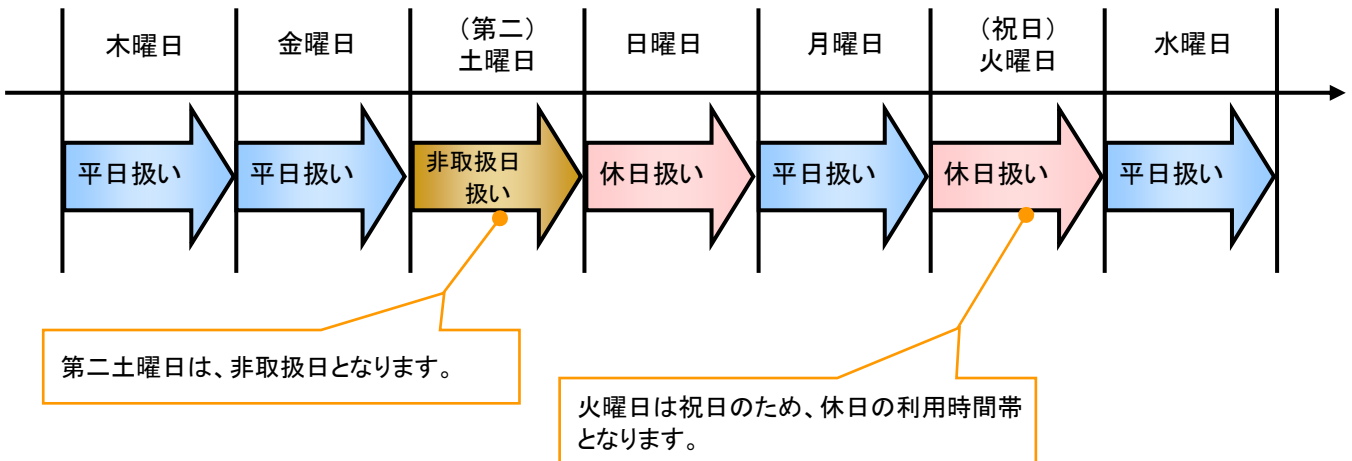 木曜日
金曜日
(第二)
土曜日
日曜日
月曜日
(祝日)
火曜日
水曜日
平日扱い
平日扱い
非取扱日
扱い
休日扱い
平日扱い
休日扱い
平日扱い
第二土曜日は、非取扱日となります。
火曜日は祝日のため、休日の利用時間帯
となります。